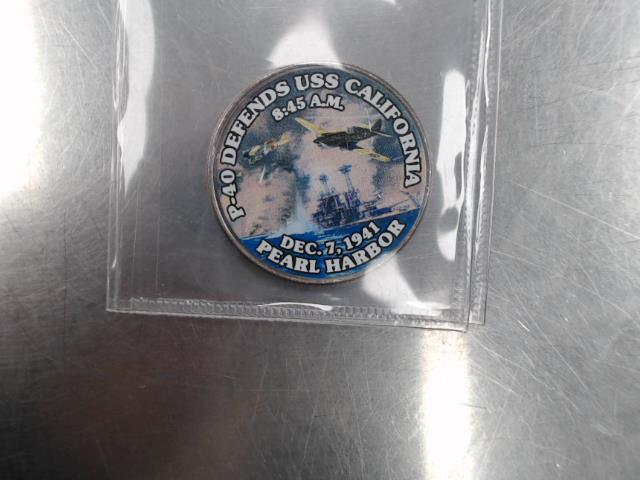 P-40 DEFENDS USS CALIFORNIA
8:45 A.M.
DEC. 7, 1941
PEARL HARBOR